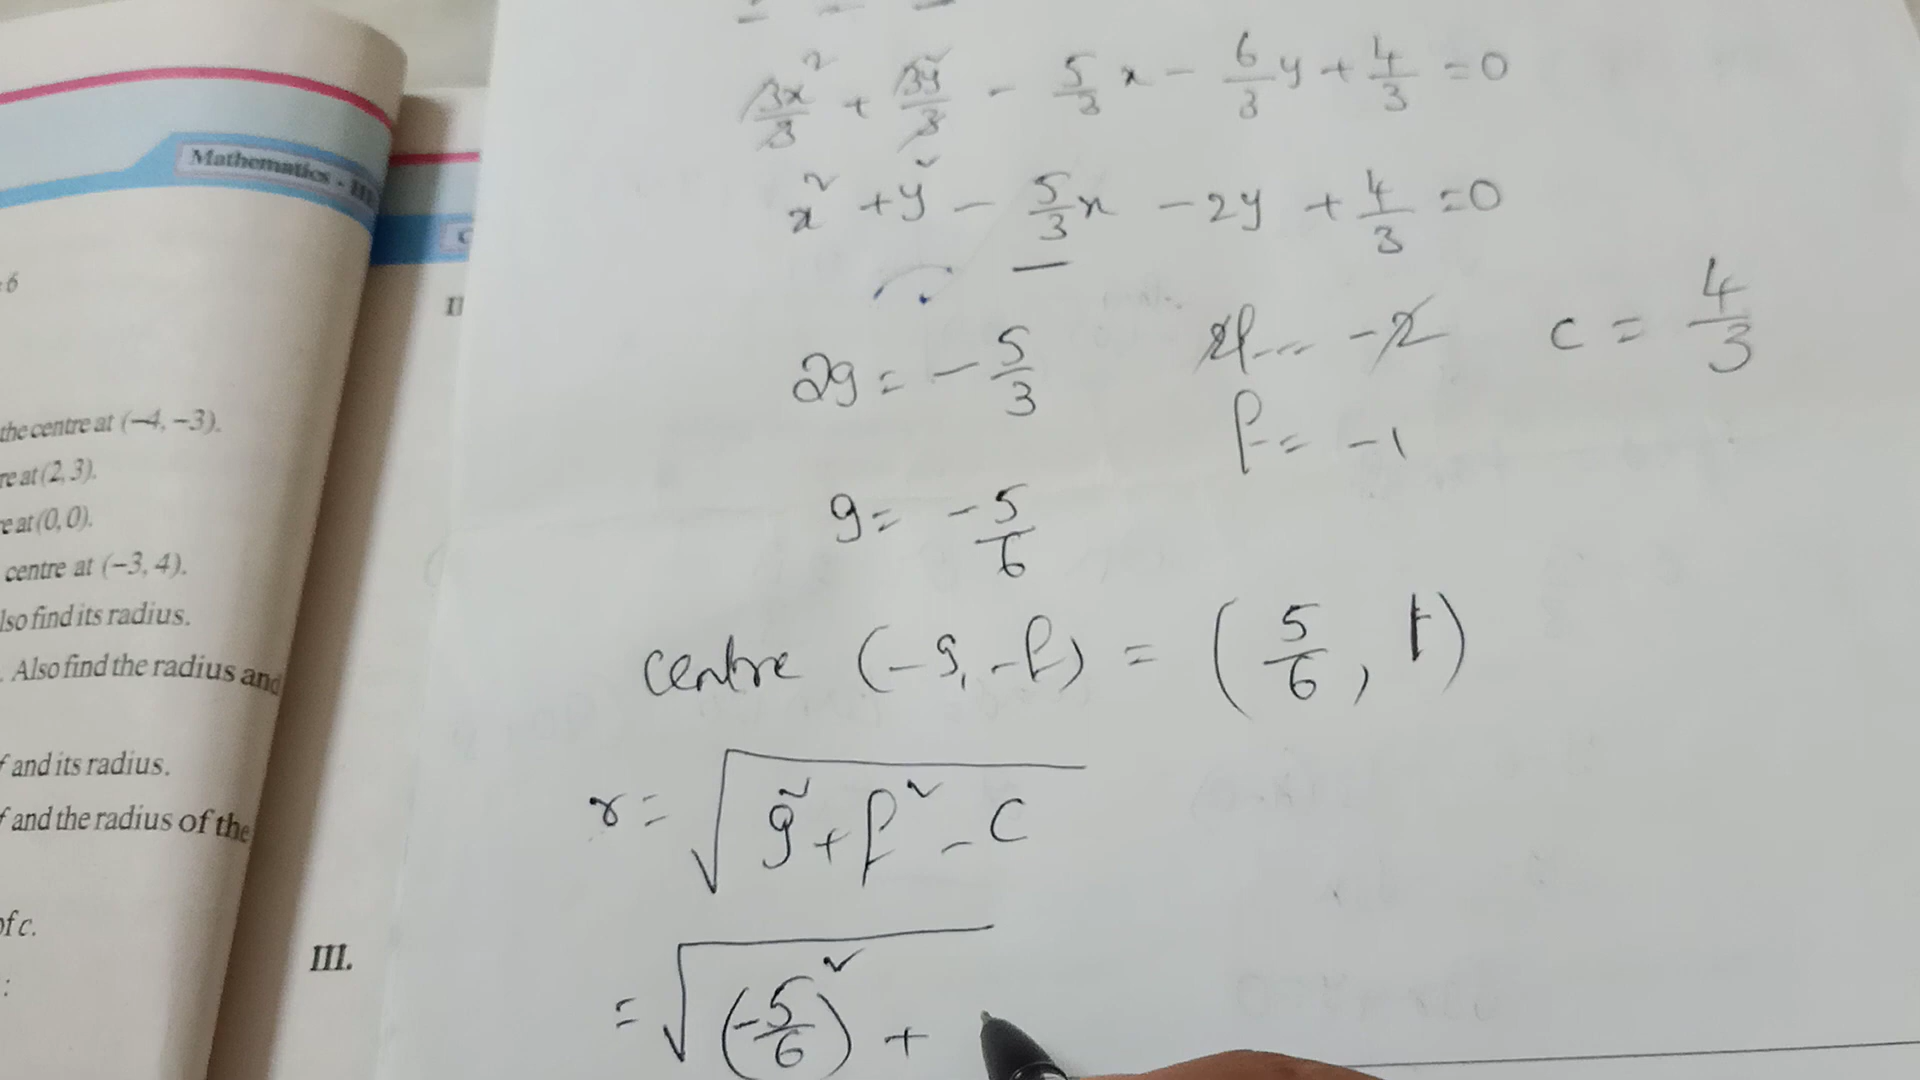 Mathematics - II
6
the centre at (−4, −3).
re at (2, 3).
e at (0, 0).
centre at (−3, 4).
lso find its radius.
. Also find the radius and
f and its radius.
f and the radius of the
of c.
:
C
II
III.
3x²/3 + 3y²/3 - 5/3 x - 6/3 y + 4/3 = 0
x² + y² - 5/3 x - 2y + 4/3 = 0
2g = -5/3 2f = -2 c = 4/3
f = -1
g = -5/6
centre (-g, -f) = (5/6, 1)
r = √(g² + f² - c)
= √((-5/6)² +